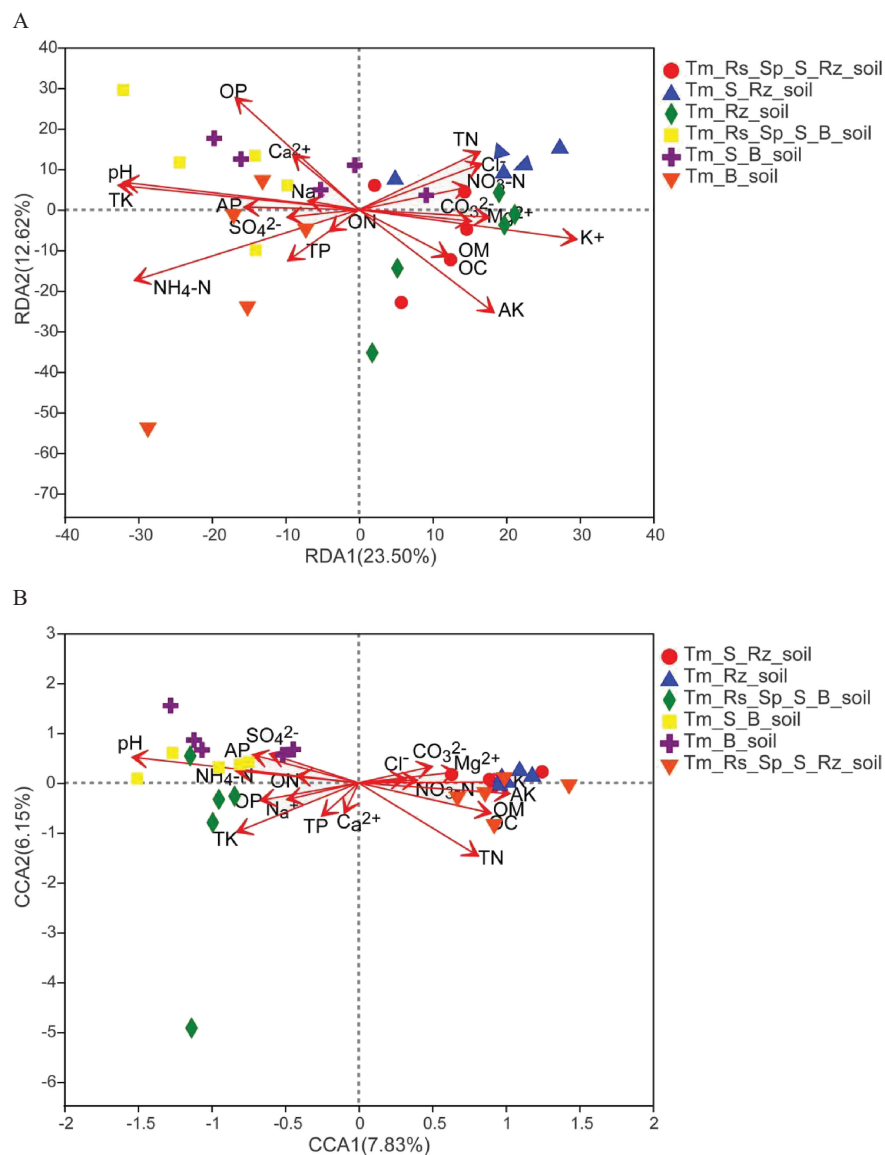 A
40
30
20
10
0
-10
-20
-30
-40
-50
-60
-70
RDA2(12.62%)
-40
-30
-20
-10
0
10
20
30
40
RDA1(23.50%)
OP
Ca2+
pH
TK
Na
AP
SO42-
TP
ON
NH4-N
TN
Cl-
NO3-N
CO32-
Mg2+
K+
OM
OC
AK
Tm_Rs_Sp_S_Rz_soil
Tm_S_Rz_soil
Tm_Rz_soil
Tm_Rs_Sp_S_B_soil
Tm_S_B_soil
Tm_B_soil
B
3
2
1
0
-1
-2
-3
-4
-5
-6
CCA2(6.15%)
-2
-1.5
-1
-0.5
0
0.5
1
1.5
2
CCA1(7.83%)
pH
AP
SO42-
NH4-N
ON
OP
Na+
TK
TP
Ca2+
Cl-
CO32-
Mg2+
NO3-N
K
AK
OM
OC
TN
Tm_S_Rz_soil
Tm_Rz_soil
Tm_Rs_Sp_S_B_soil
Tm_S_B_soil
Tm_B_soil
Tm_Rs_Sp_S_Rz_soil